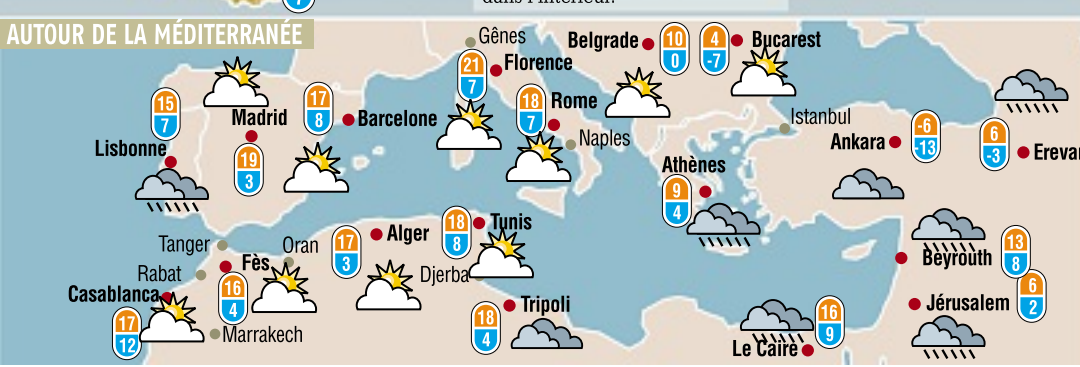 7
AUTOUR DE LA MÉDITERRANÉE
Gênes
Belgrade
10
0
4
-7
Bucarest
21
7
Florence
15
7
Madrid
17
8
Barcelone
18
7
Rome
Naples
Istanbul
Ankara
-6
-13
6
-3
Lisbonne
19
3
Athènes
9
4
Tanger
Oran
17
3
Alger
18
8
Tunis
Beyrouth
13
8
Rabat
Fès
16
4
Djerba
Casablanca
17
12
Marrakech
18
4
Tripoli
Jérusalem
6
2
Le Caire
16
9